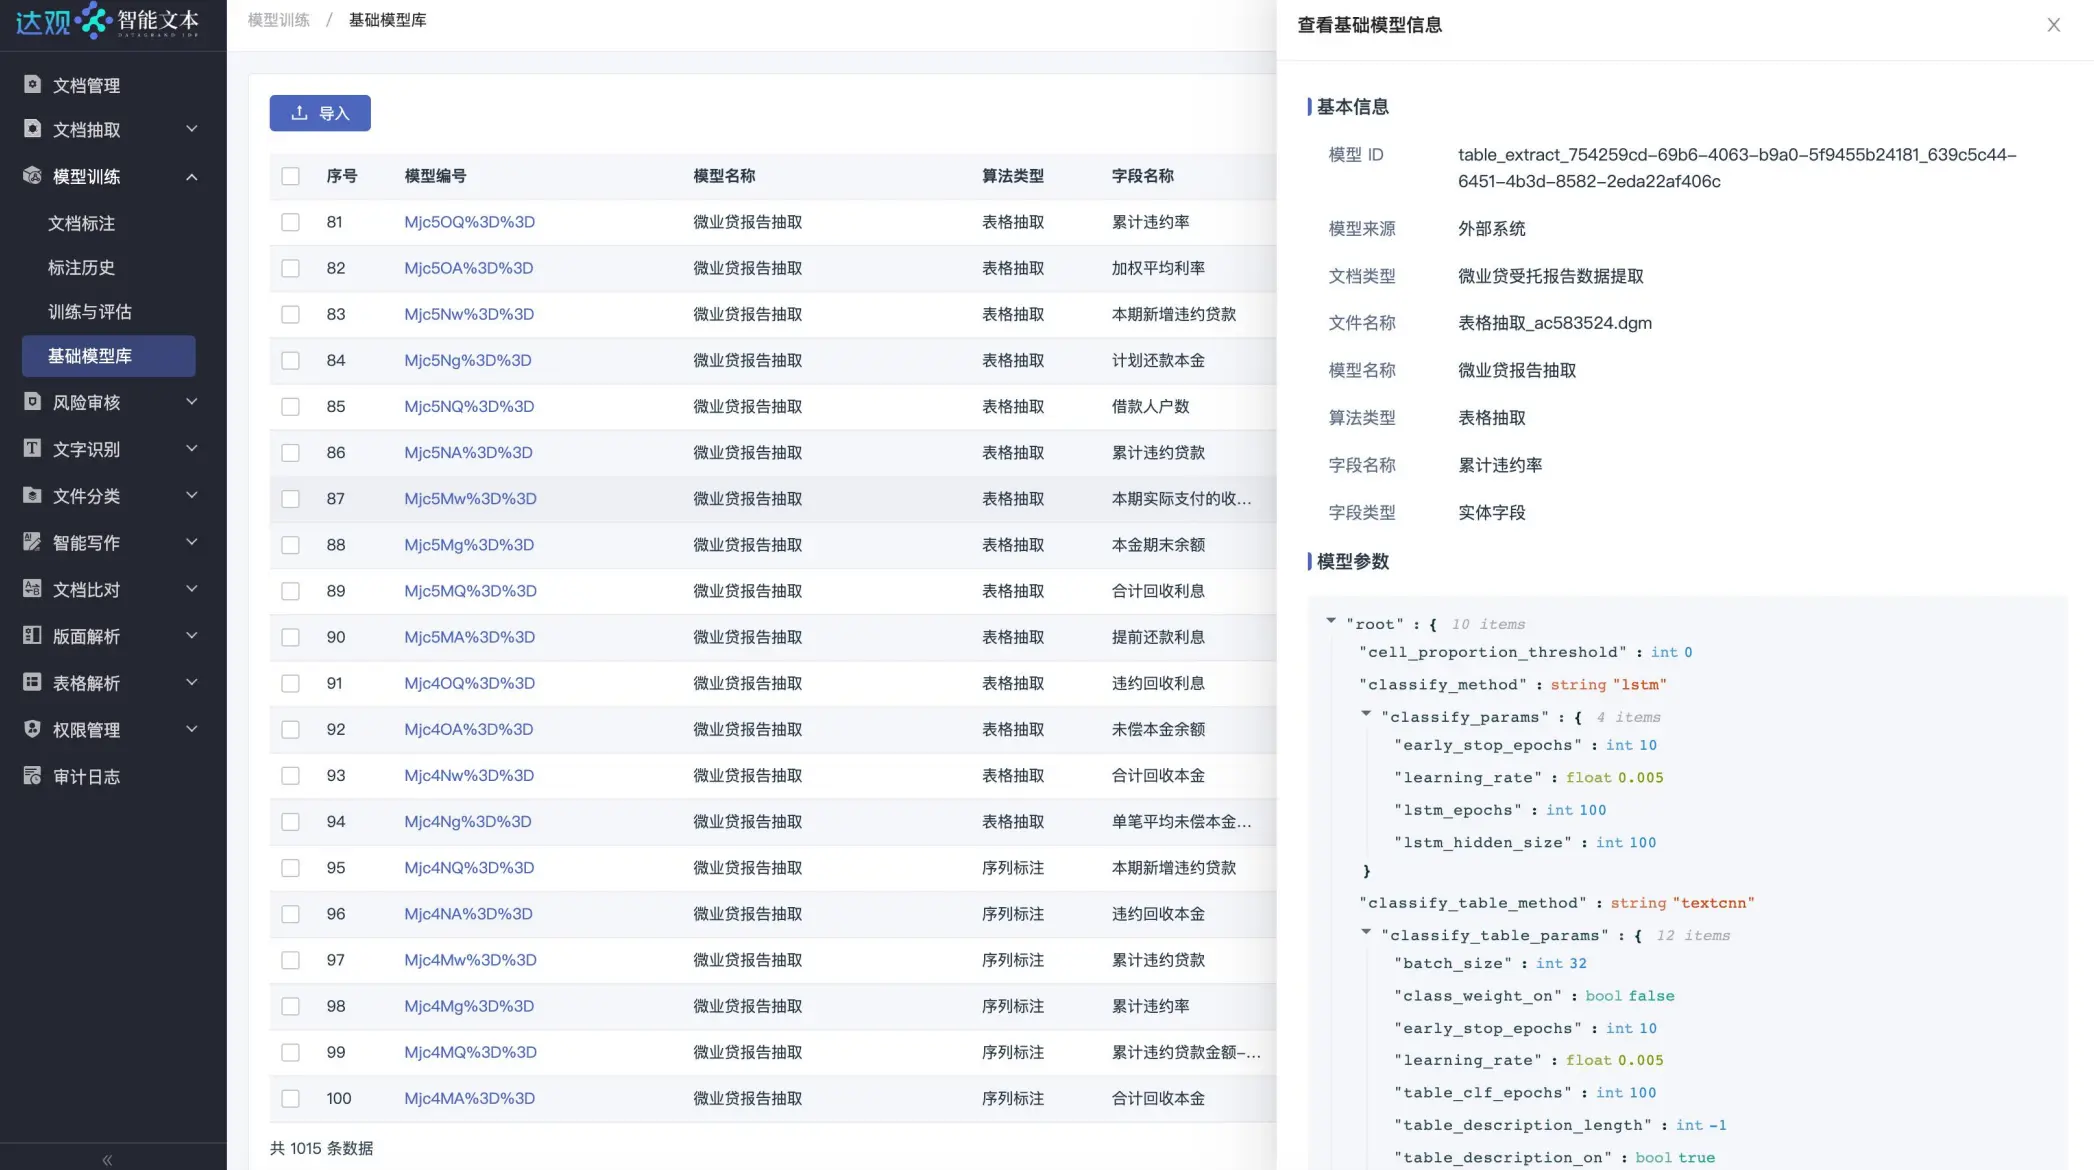 达观 智能文本
DATAGRAND IDP
文档管理
文档抽取
模型训练
文档标注
标注历史
训练与评估
基础模型库
风险审核
文字识别
文件分类
智能写作
文档比对
版面解析
表格解析
权限管理
审计日志
模型训练 / 基础模型库
导入
序号 模型编号 模型名称 算法类型 字段名称
81 Mjc5OQ%3D%3D 微业贷报告抽取 表格抽取 累计违约率
82 Mjc5OA%3D%3D 微业贷报告抽取 表格抽取 加权平均利率
83 Mjc5Nw%3D%3D 微业贷报告抽取 表格抽取 本期新增违约贷款
84 Mjc5Ng%3D%3D 微业贷报告抽取 表格抽取 计划还款本金
85 Mjc5NQ%3D%3D 微业贷报告抽取 表格抽取 借款人户数
86 Mjc5NA%3D%3D 微业贷报告抽取 表格抽取 累计违约贷款
87 Mjc5Mw%3D%3D 微业贷报告抽取 表格抽取 本期实际支付的收...
88 Mjc5Mg%3D%3D 微业贷报告抽取 表格抽取 本金期末余额
89 Mjc5MQ%3D%3D 微业贷报告抽取 表格抽取 合计回收利息
90 Mjc5MA%3D%3D 微业贷报告抽取 表格抽取 提前还款利息
91 Mjc4OQ%3D%3D 微业贷报告抽取 表格抽取 违约回收利息
92 Mjc4OA%3D%3D 微业贷报告抽取 表格抽取 未偿本金余额
93 Mjc4Nw%3D%3D 微业贷报告抽取 表格抽取 合计回收本金
94 Mjc4Ng%3D%3D 微业贷报告抽取 表格抽取 单笔平均未偿本金...
95 Mjc4NQ%3D%3D 微业贷报告抽取 序列标注 本期新增违约贷款
96 Mjc4NA%3D%3D 微业贷报告抽取 序列标注 违约回收本金
97 Mjc4Mw%3D%3D 微业贷报告抽取 序列标注 累计违约贷款
98 Mjc4Mg%3D%3D 微业贷报告抽取 序列标注 累计违约率
99 Mjc4MQ%3D%3D 微业贷报告抽取 序列标注 累计违约贷款金额-...
100 Mjc4MA%3D%3D 微业贷报告抽取 序列标注 合计回收本金
共 1015 条数据
查看基础模型信息
基本信息
模型 ID table_extract_754259cd-69b6-4063-b9a0-5f9455b24181_639c5c44-
6451-4b3d-8582-2eda22af406c
模型来源 外部系统
文档类型 微业贷受托报告数据提取
文件名称 表格抽取_ac583524.dgm
模型名称 微业贷报告抽取
算法类型 表格抽取
字段名称 累计违约率
字段类型 实体字段
模型参数
"root" : { 10 items
"cell_proportion_threshold" : int 0
"classify_method" : string "lstm"
"classify_params" : { 4 items
"early_stop_epochs" : int 10
"learning_rate" : float 0.005
"lstm_epochs" : int 100
"lstm_hidden_size" : int 100
}
"classify_table_method" : string "textcnn"
"classify_table_params" : { 12 items
"batch_size" : int 32
"class_weight_on" : bool false
"early_stop_epochs" : int 10
"learning_rate" : float 0.005
"table_clf_epochs" : int 100
"table_description_length" : int -1
"table_description_on" : bool true